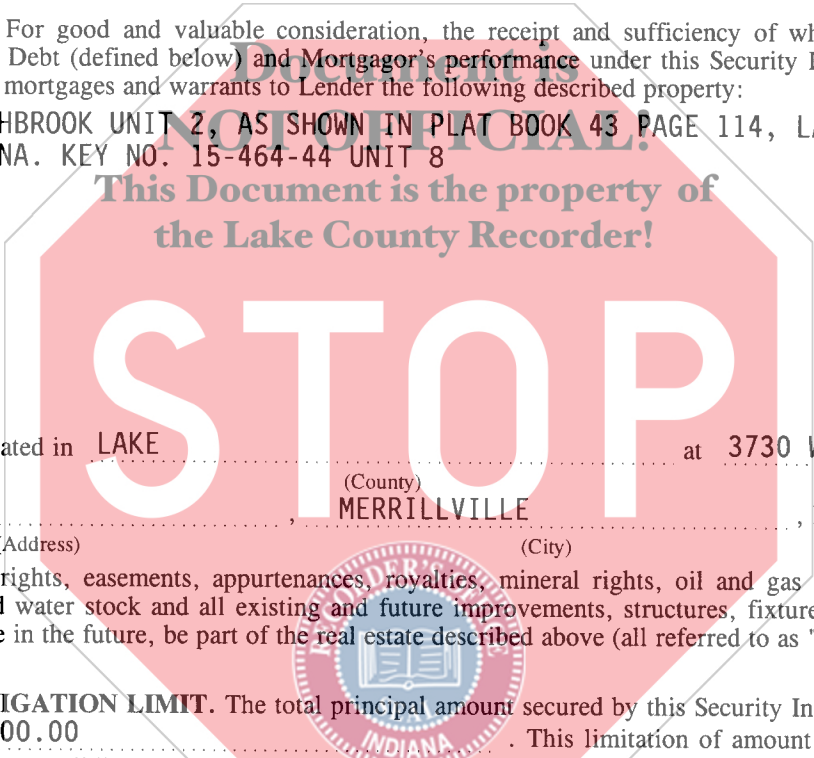 For good and valuable consideration, the receipt and sufficiency of
Debt (defined below) and Mortgagor's performance under this Security
mortgages and warrants to Lender the following described property:
Document is
HBROOK UNIT 2, AS SHOWN IN PLAT BOOK 43 PAGE 114,
NOT OFFICIAL!
NA. KEY NO. 15-464-44 UNIT 8
This Document is the property of
the Lake County Recorder!
STOP
ated in LAKE at 3730
(County)
, MERRILLVILLE ,
(Address) (City)
rights, easements, appurtenances, royalties, mineral rights, oil and gas
water stock and all existing and future improvements, structures,
in the future, be part of the real estate described above (all referred to as "
RECORDER'S OFFICE
IGATION LIMIT. The total principal amount secured by this Security
00.00 . This limitation of amount
INDIANA